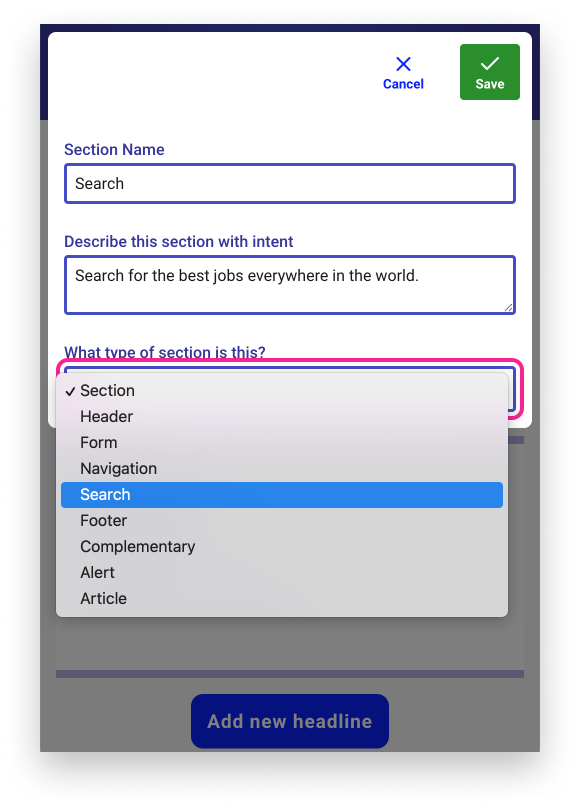 Cancel
Save
Section Name
Search
Describe this section with intent
Search for the best jobs everywhere in the world.
What type of section is this?
✓ Section
Header
Form
Navigation
Search
Footer
Complementary
Alert
Article
Add new headline